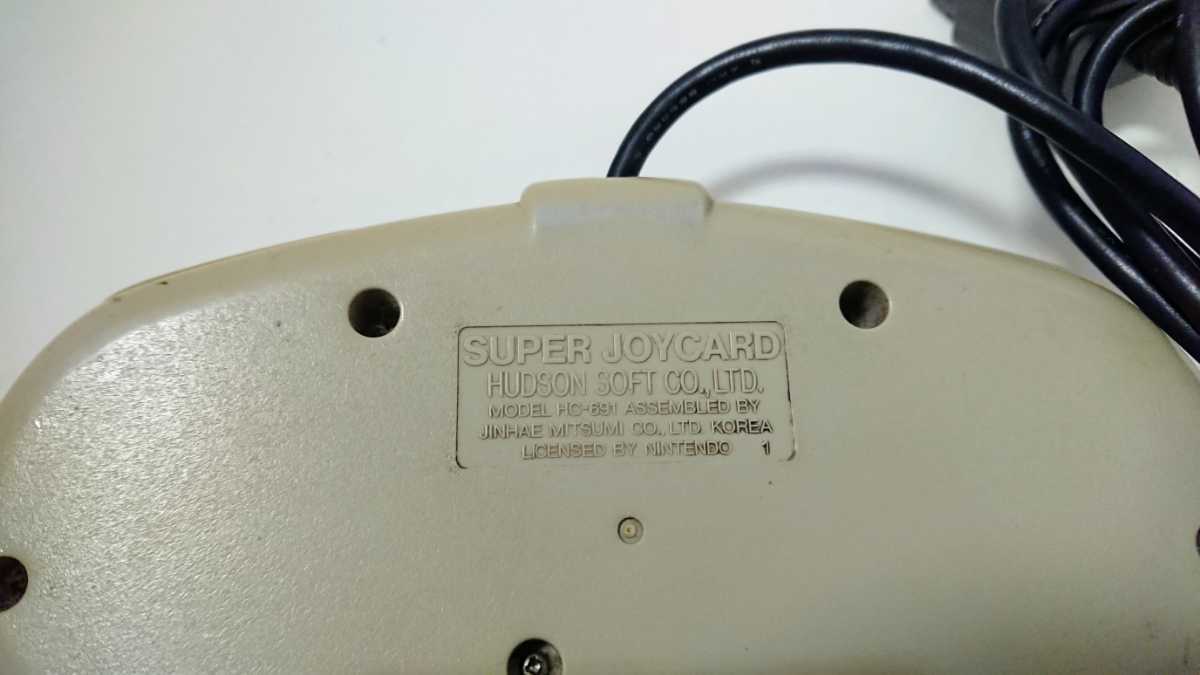 SUPER JOYCARD
HUDSON SOFT CO.,LTD.
MODEL HC-691 ASSEMBLED BY
JINHAE MITSUMI CO., LTD KOREA
LICENSED BY NINTENDO 1